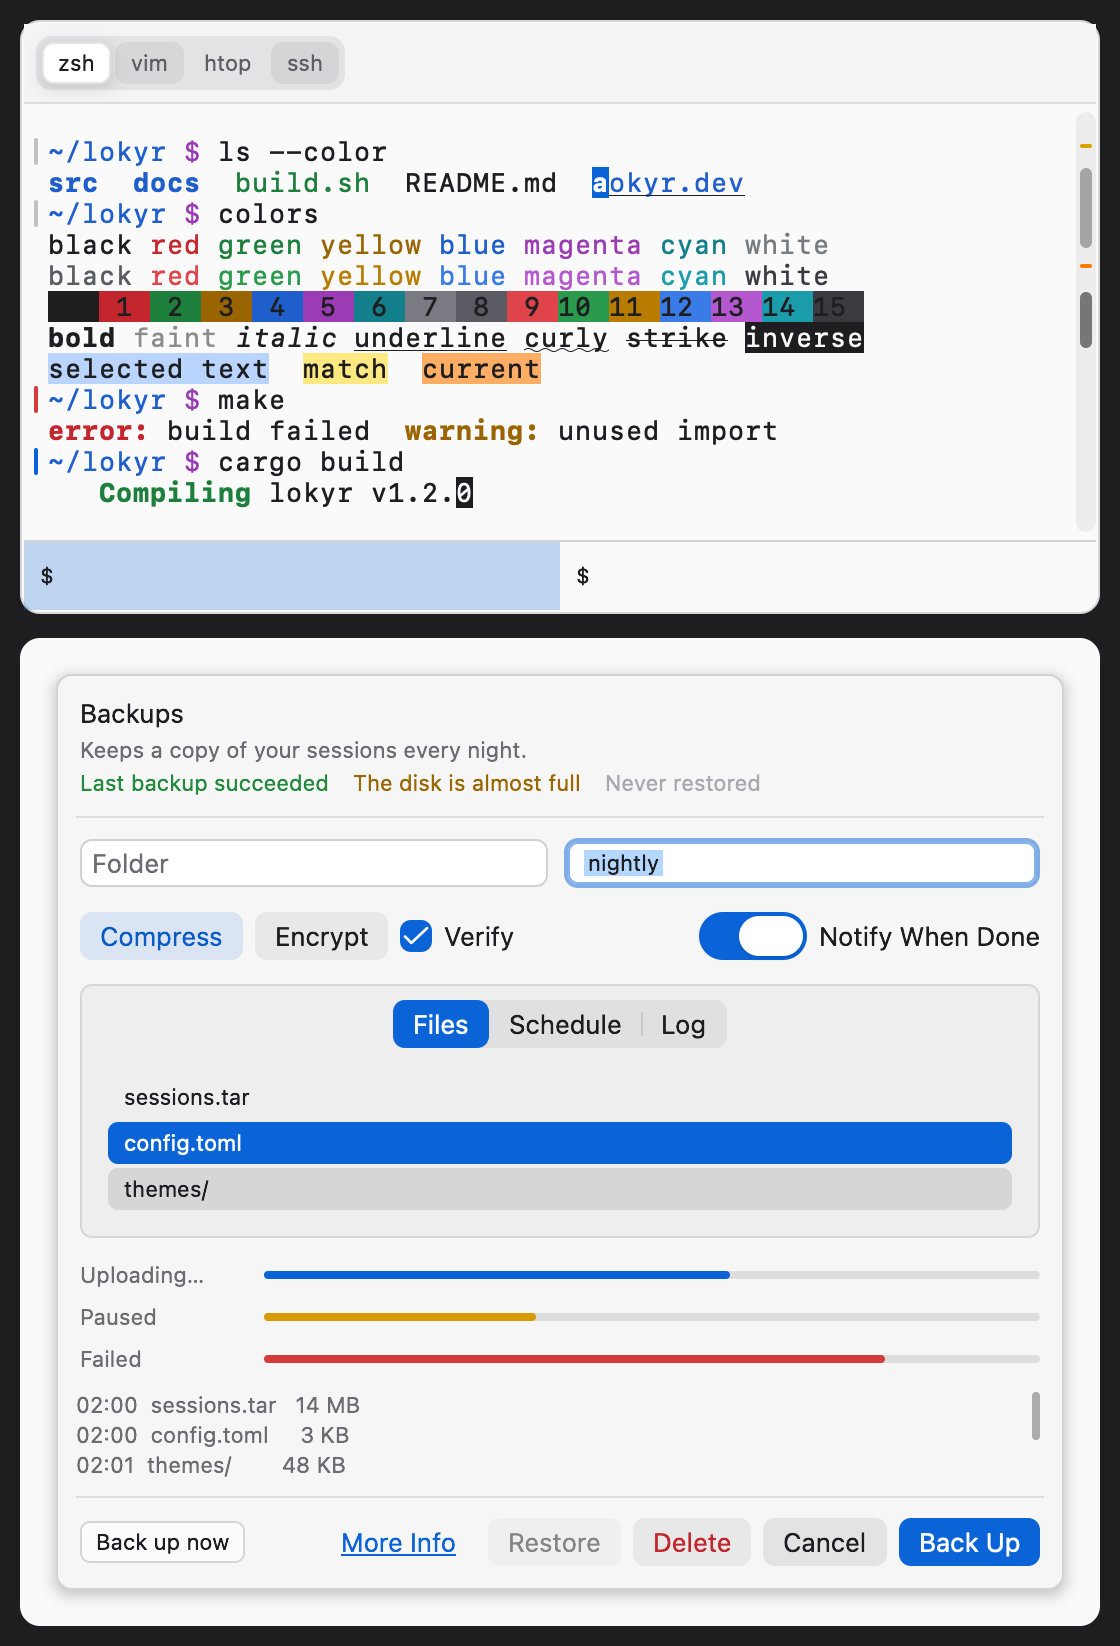 zsh vim htop ssh
~/lokyr $ ls --color
src docs build.sh README.md aokyr.dev
~/lokyr $ colors
black red green yellow blue magenta cyan white
black red green yellow blue magenta cyan white
1 2 3 4 5 6 7 8 9 10 11 12 13 14 15
bold faint italic underline curly strike inverse
selected text match current
~/lokyr $ make
error: build failed warning: unused import
~/lokyr $ cargo build
Compiling lokyr v1.2.0
$ $
Backups
Keeps a copy of your sessions every night.
Last backup succeeded The disk is almost full Never restored
Folder nightly
Compress Encrypt Verify Notify When Done
Files Schedule Log
sessions.tar
config.toml
themes/
Uploading...
Paused
Failed
02:00 sessions.tar 14 MB
02:00 config.toml 3 KB
02:01 themes/ 48 KB
Back up now More Info Restore Delete Cancel Back Up